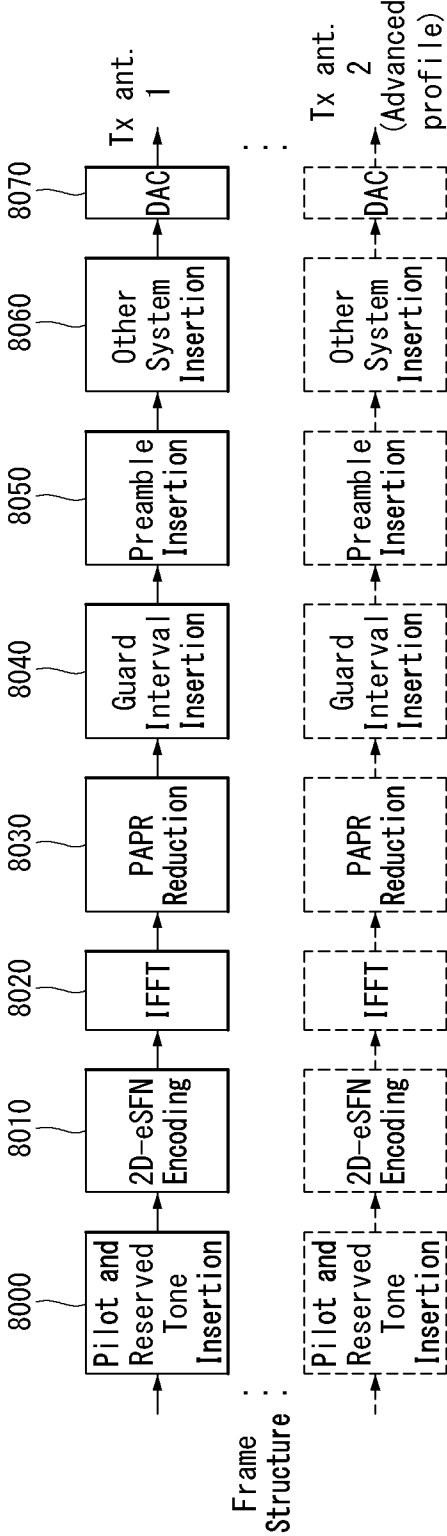 Frame
Structure
8000
Pilot and
Reserved
Tone
Insertion
8010
2D-eSFN
Encoding
8020
IFFT
8030
PAPR
Reduction
8040
Guard
Interval
Insertion
8050
Preamble
Insertion
8060
Other
System
Insertion
8070
DAC
Tx ant.
1
. . .
. . .
Pilot and
Reserved
Tone
Insertion
2D-eSFN
Encoding
IFFT
PAPR
Reduction
Guard
Interval
Insertion
Preamble
Insertion
Other
System
Insertion
DAC
Tx ant.
2
(Advanced
profile)